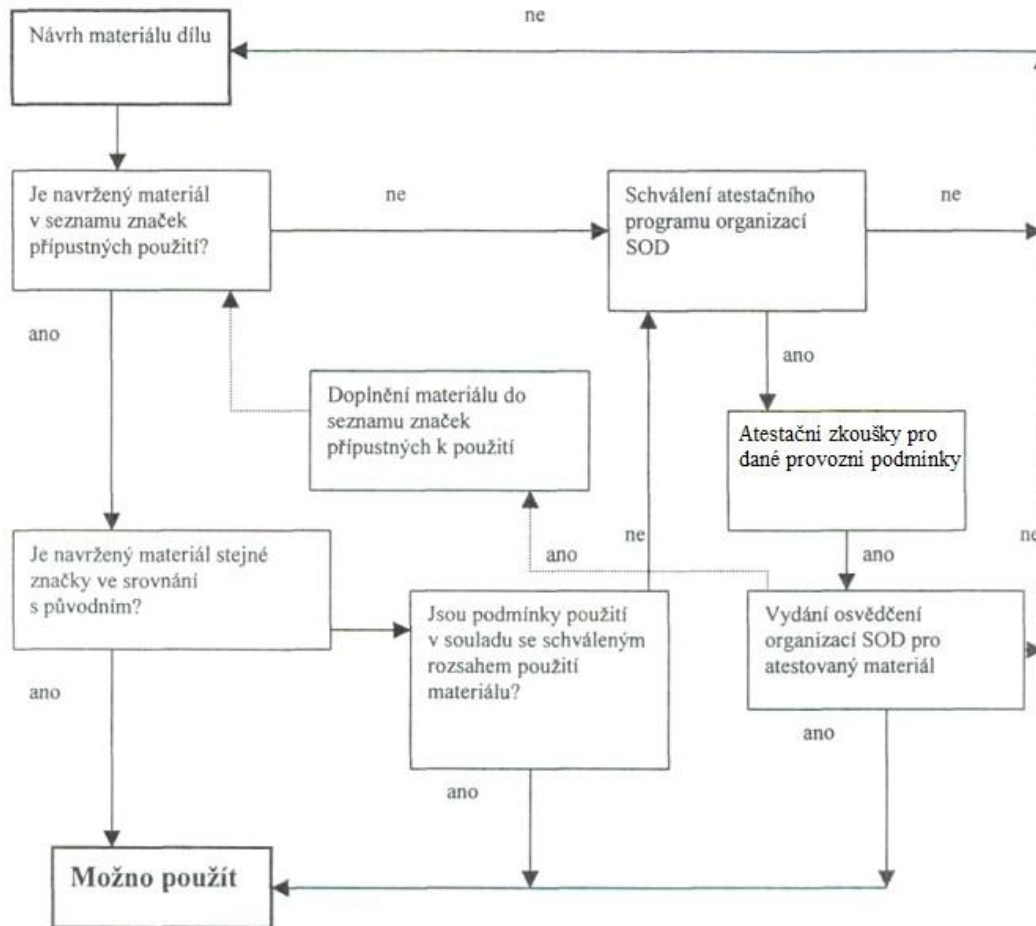 ne
Návrh materiálu dílu
Je navržený materiál
v seznamu značek
přípustných použití?
ne
Schválení atestačního
programu organizací
SOD
ne
ano
ano
Doplnění materiálu do
seznamu značek
přípustných k použití
Atestační zkoušky pro
dané provozni podmínky
Je navržený materiál stejné
značky ve srovnání
s původním?
ne
ano
ano
ne
Jsou podmínky použití
v souladu se schváleným
rozsahem použití
materiálu?
Vydání osvědčení
organizací SOD pro
atestovaný materiál
ano
ano
ano
Možno použít